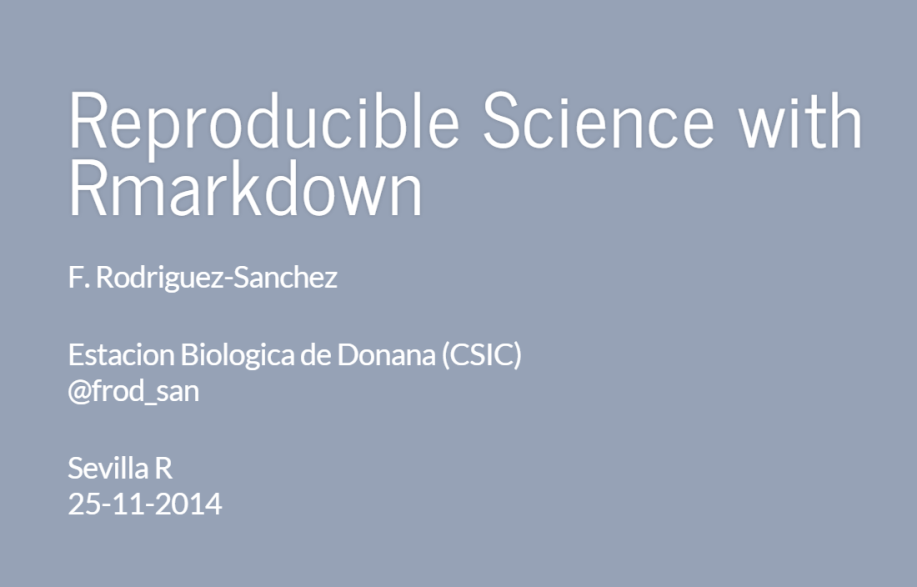 Reproducible Science with
Rmarkdown
F. Rodriguez-Sanchez
Estacion Biologica de Donana (CSIC)
@frod_san
Sevilla R
25-11-2014